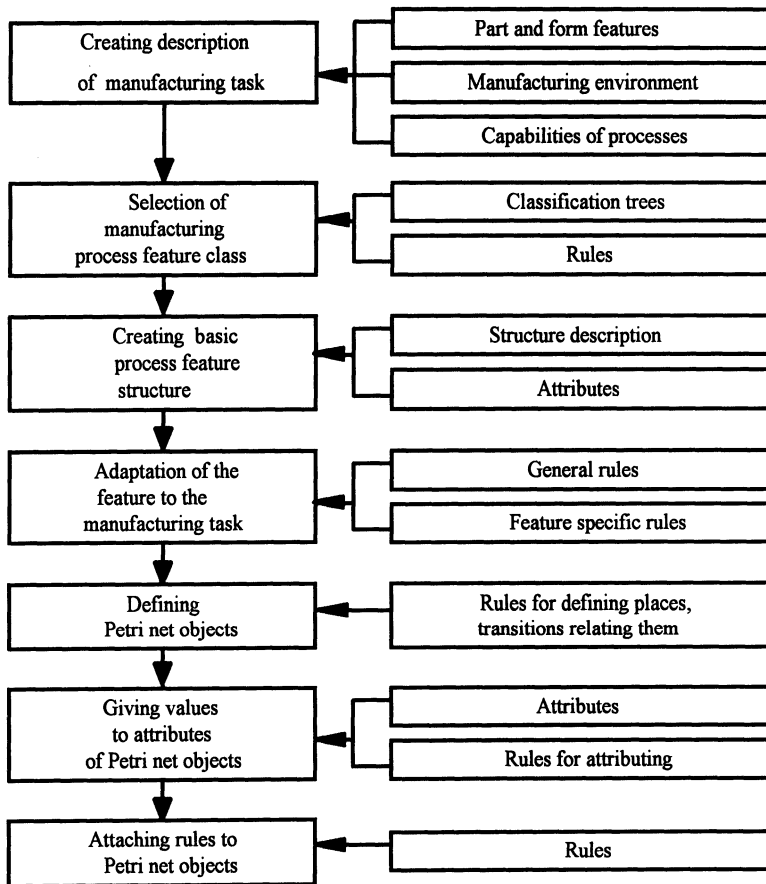 Creating description
of manufacturing task
Part and form features
Manufacturing environment
Capabilities of processes
Selection of
manufacturing
process feature class
Classification trees
Rules
Creating basic
process feature
structure
Structure description
Attributes
Adaptation of the
feature to the
manufacturing task
General rules
Feature specific rules
Defining
Petri net objects
Rules for defining places,
transitions relating them
Giving values
to attributes
of Petri net objects
Attributes
Rules for attributing
Attaching rules to
Petri net objects
Rules